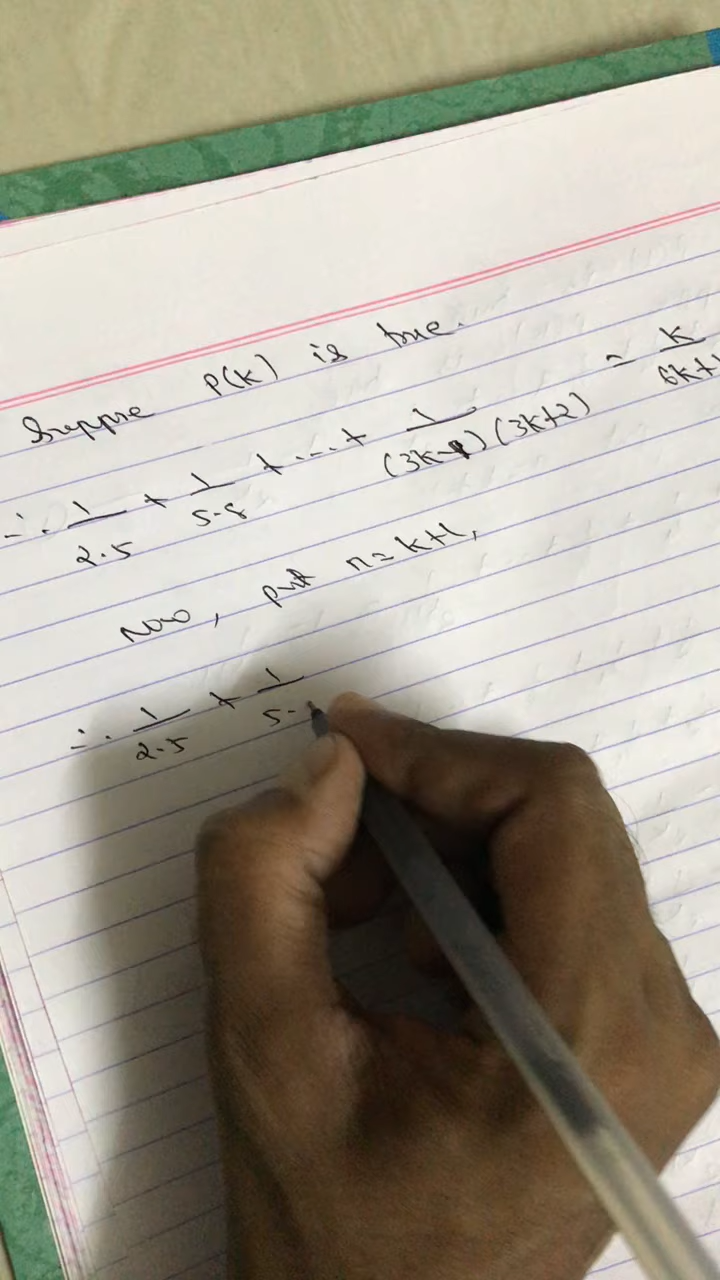 Suppose P(k) is true.
∴ 1/2·5 + 1/5·8 + ... + 1/(3k-1)(3k+2) = k/6k+
Now, put n=k+1,
∴ 1/2·5 + 1/5·